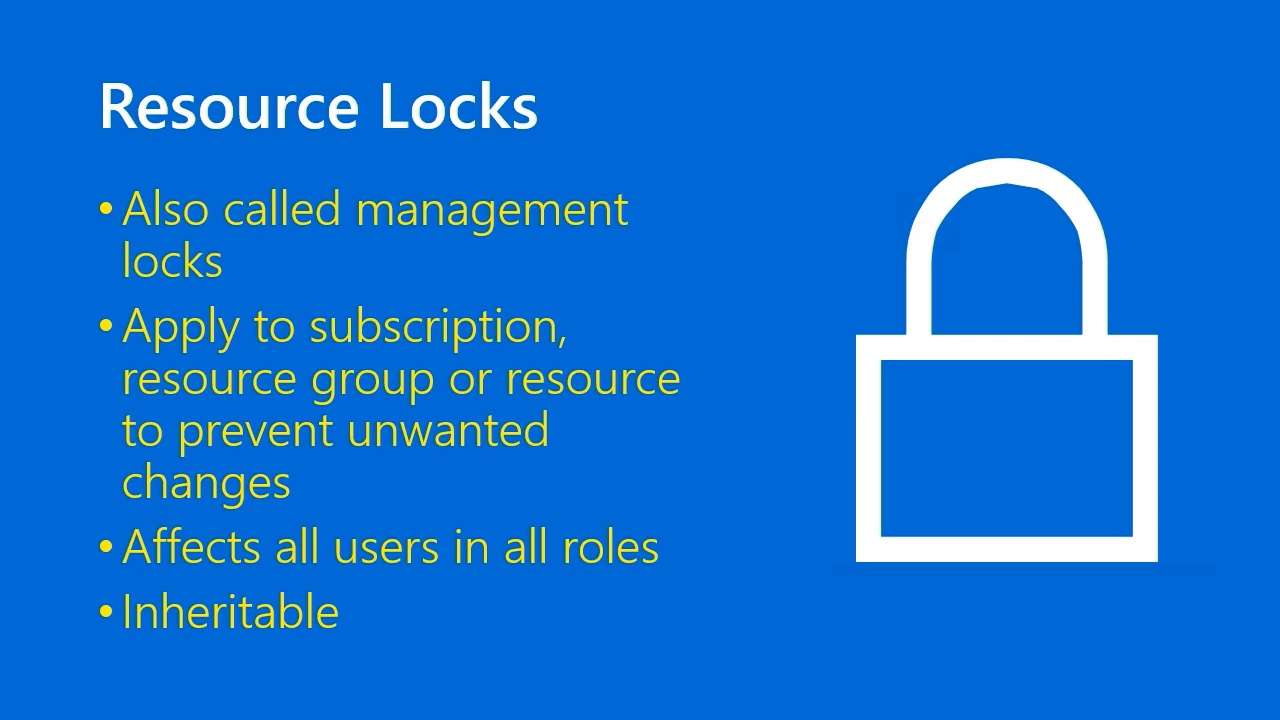 Resource Locks
• Also called management
locks
• Apply to subscription,
resource group or resource
to prevent unwanted
changes
• Affects all users in all roles
• Inheritable